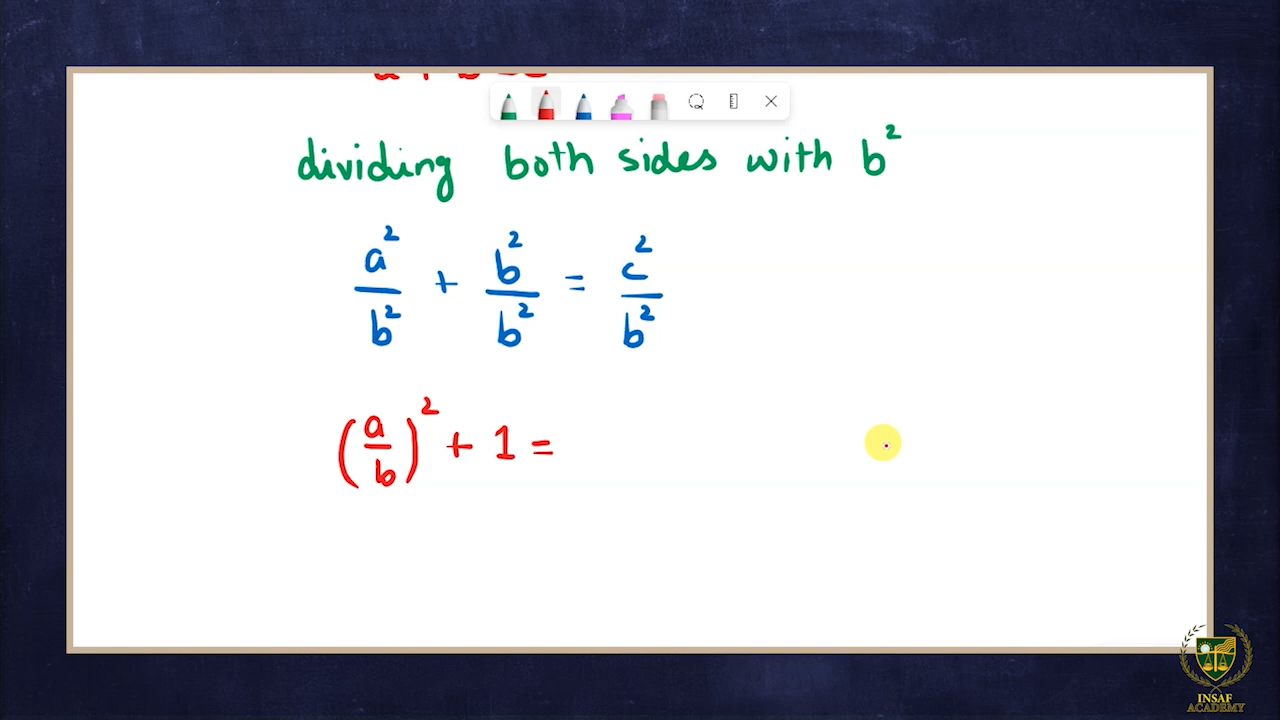 dividing both sides with b²
a²/b² + b²/b² = c²/b²
(a/b)² + 1 =
INSAF
ACADEMY